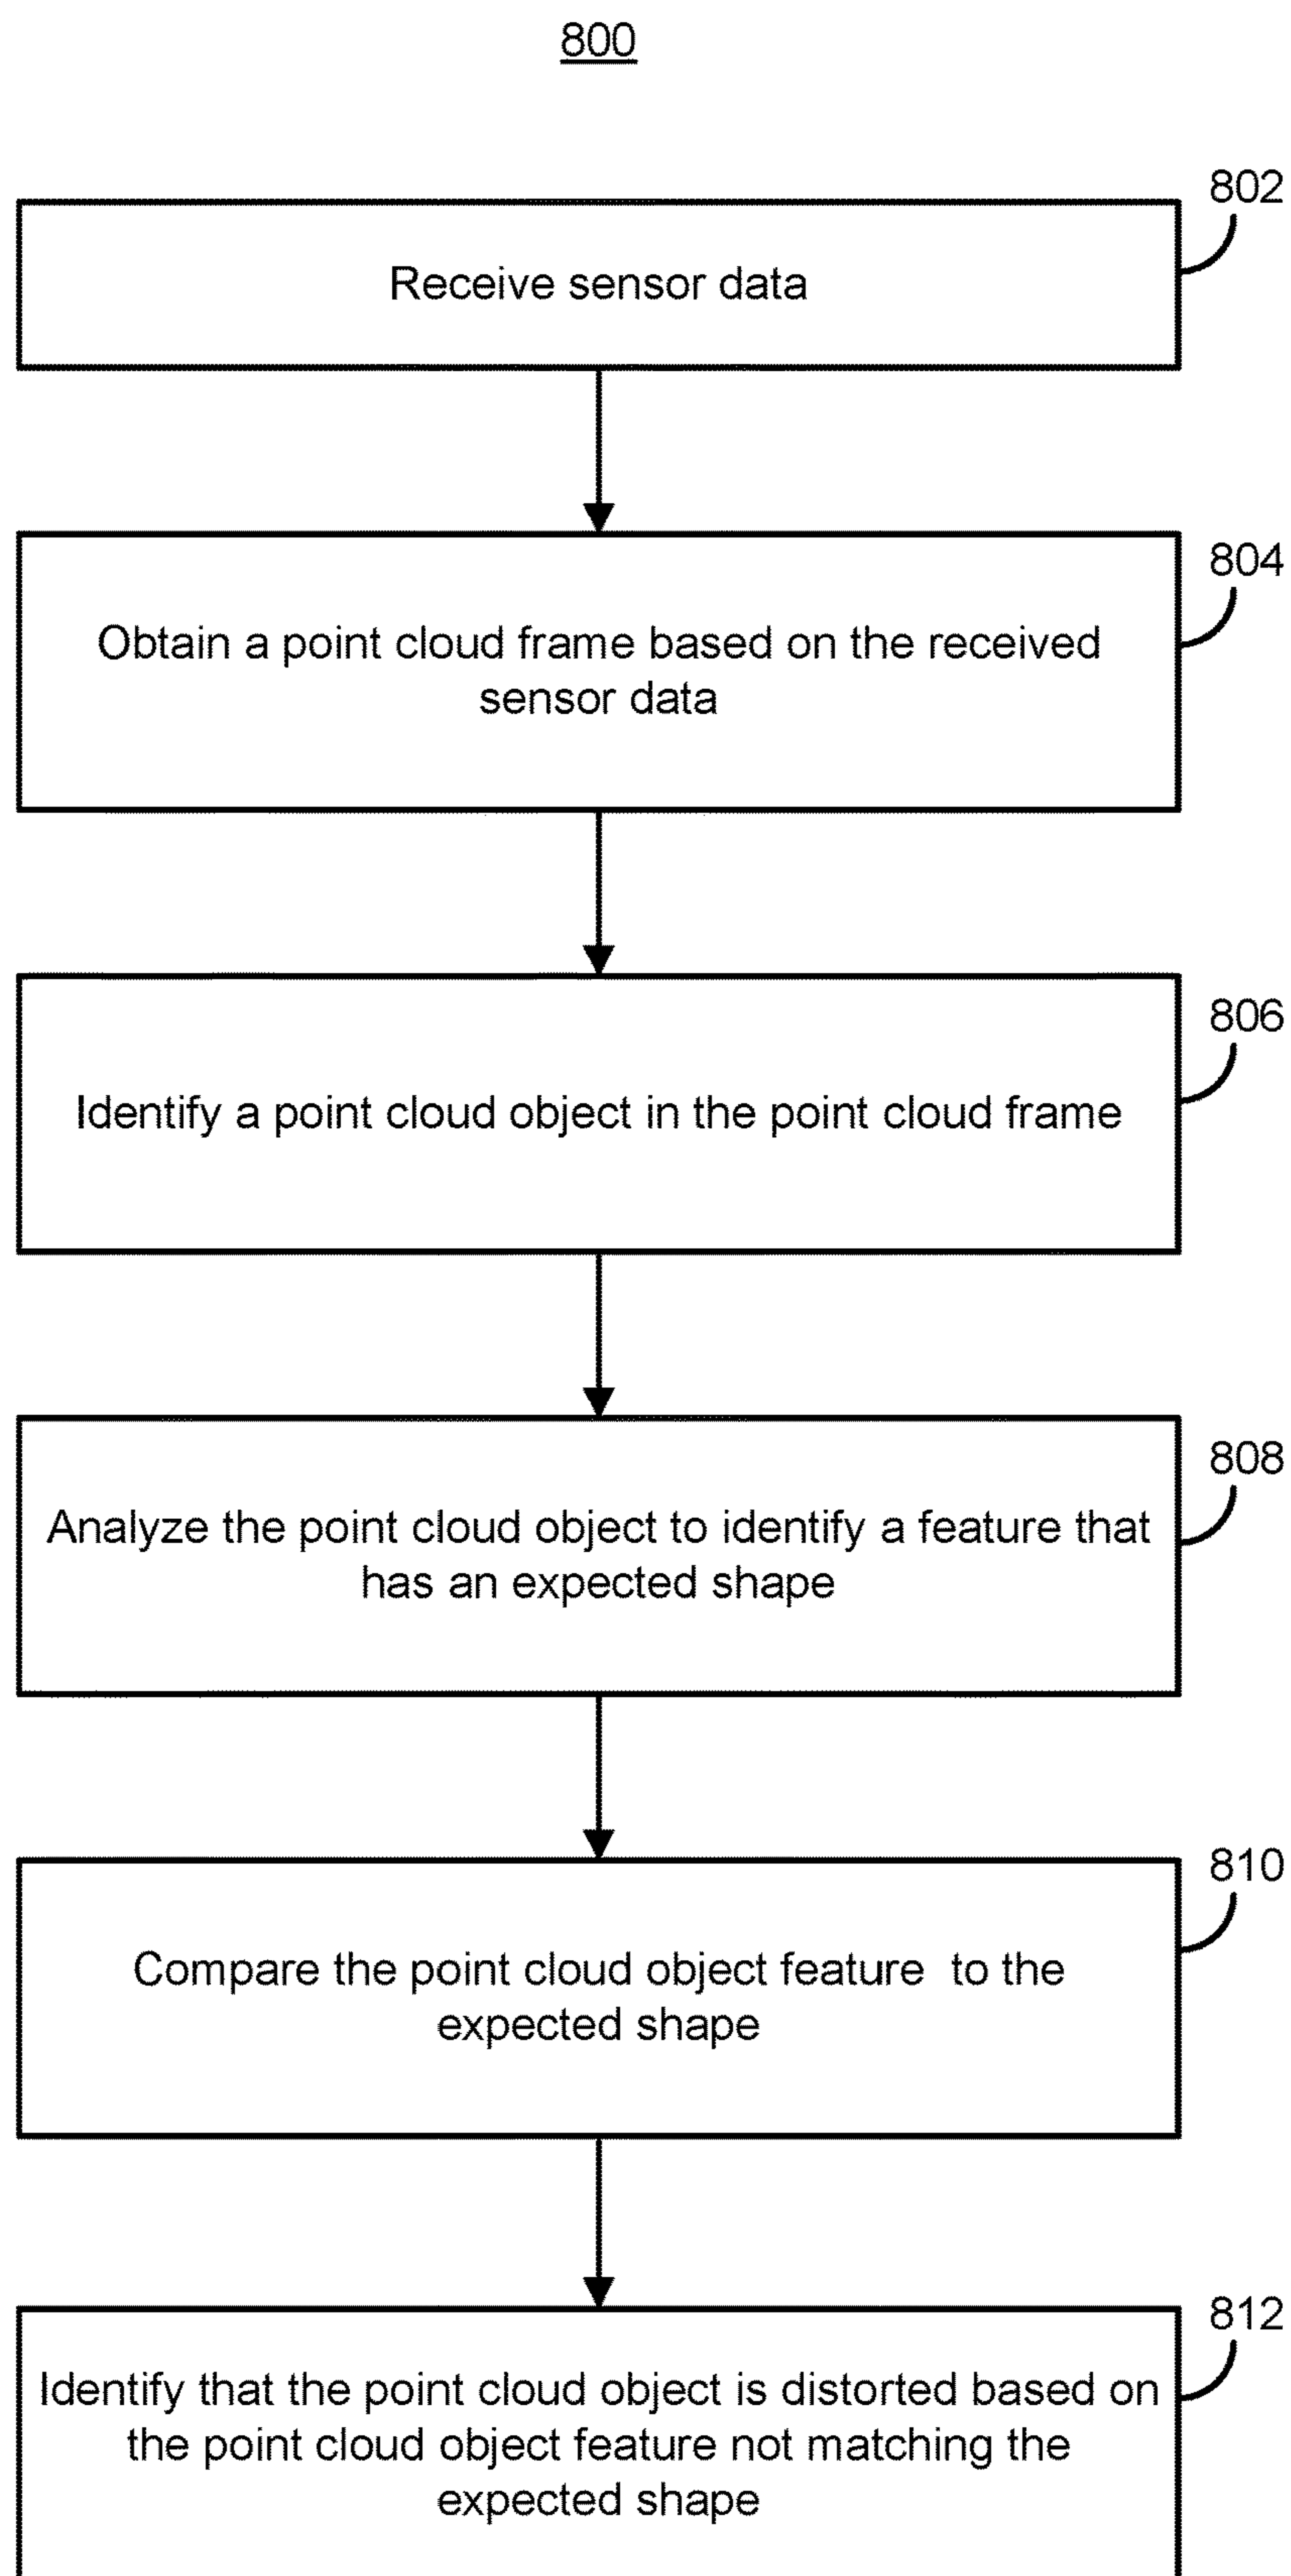 800
802
Receive sensor data
804
Obtain a point cloud frame based on the received
sensor data
806
Identify a point cloud object in the point cloud frame
808
Analyze the point cloud object to identify a feature that
has an expected shape
810
Compare the point cloud object feature  to the
expected shape
812
Identify that the point cloud object is distorted based on
the point cloud object feature not matching the
expected shape